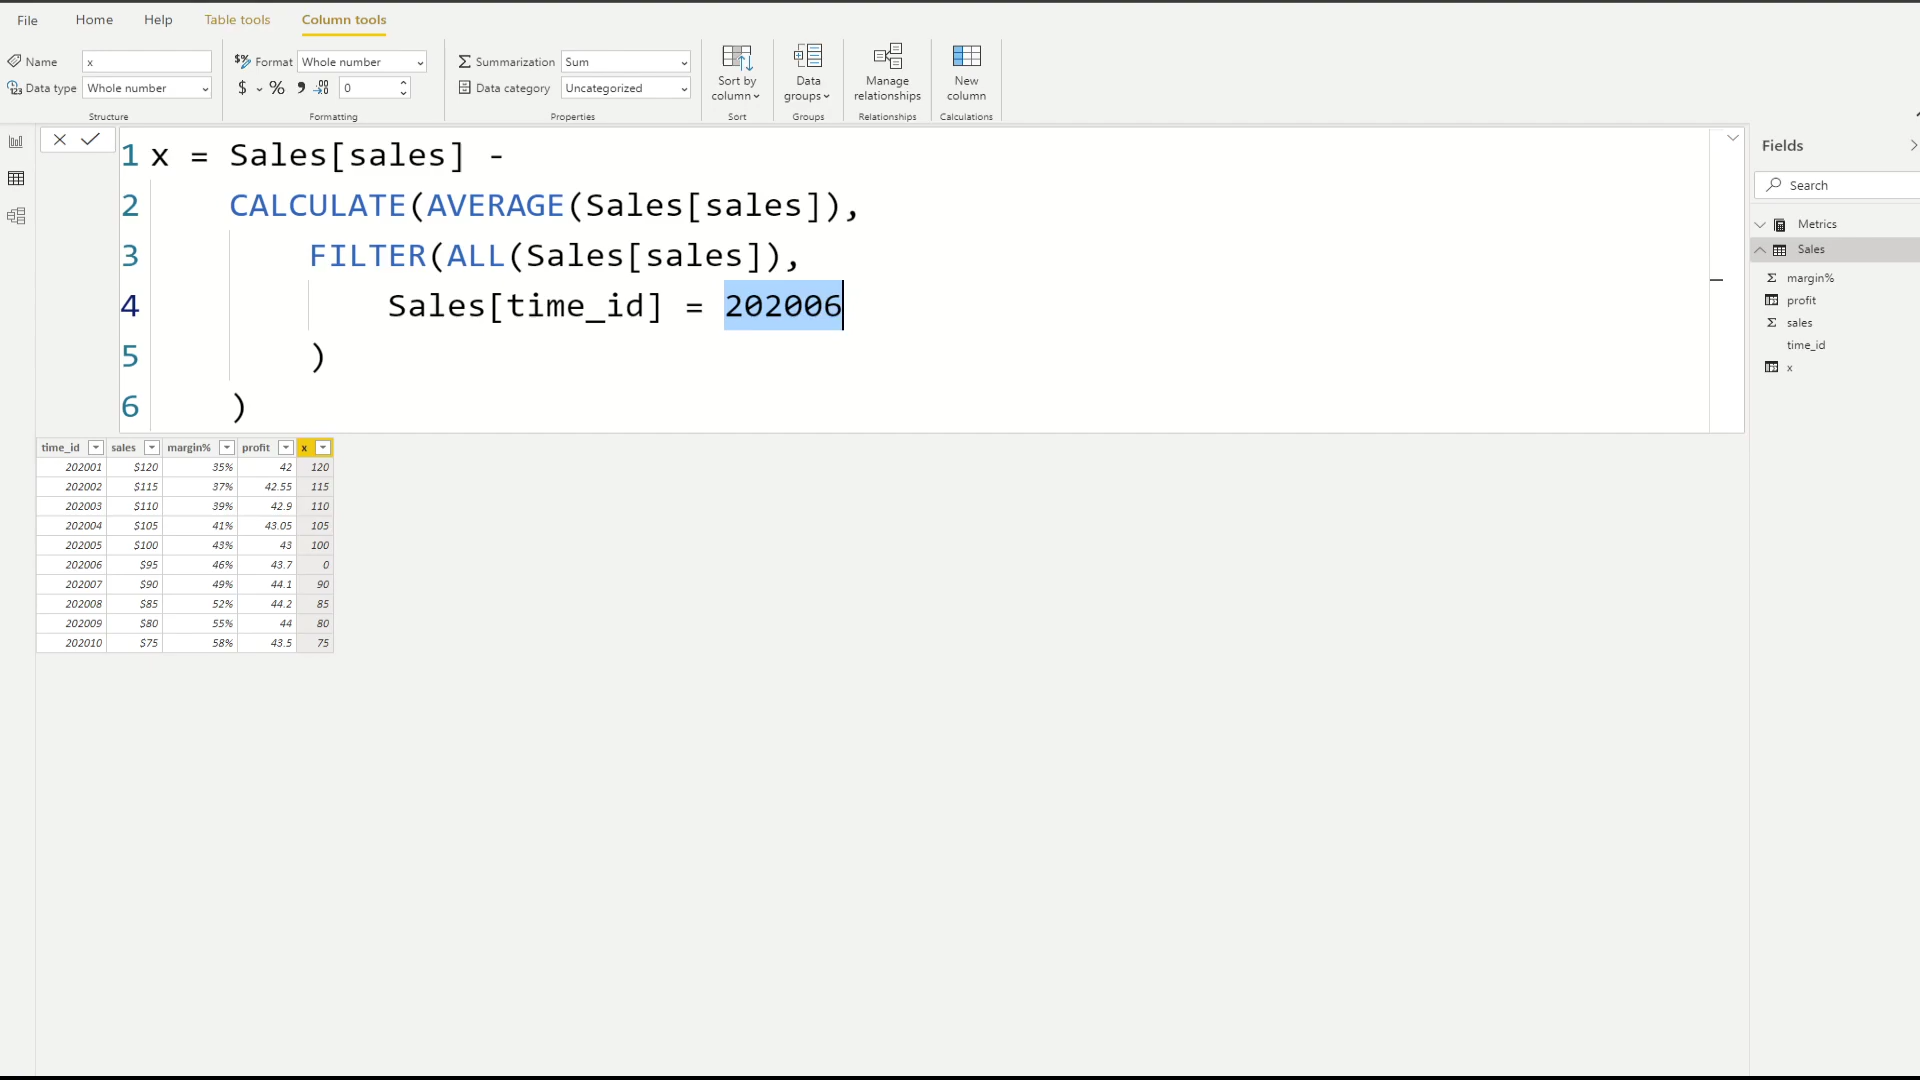 File Home Help Table tools Column tools
Name x Format Whole number Summarization Sum
Data type Whole number $ % 0 Data category Uncategorized
Sort by column Data groups Manage relationships New column
Structure Formatting Properties Sort Groups Relationships Calculations
1 x = Sales[sales] -
2 CALCULATE(AVERAGE(Sales[sales]),
3 FILTER(ALL(Sales[sales]),
4 Sales[time_id] = 202006
5 )
6 )
time_id sales margin% profit x
202001 $120 35% 42 120
202002 $115 37% 42.55 115
202003 $110 39% 42.9 110
202004 $105 41% 43.05 105
202005 $100 43% 43 100
202006 $95 46% 43.7 0
202007 $90 49% 44.1 90
202008 $85 52% 44.2 85
202009 $80 55% 44 80
202010 $75 58% 43.5 75
Fields
Search
Metrics
Sales
margin%
profit
sales
time_id
x